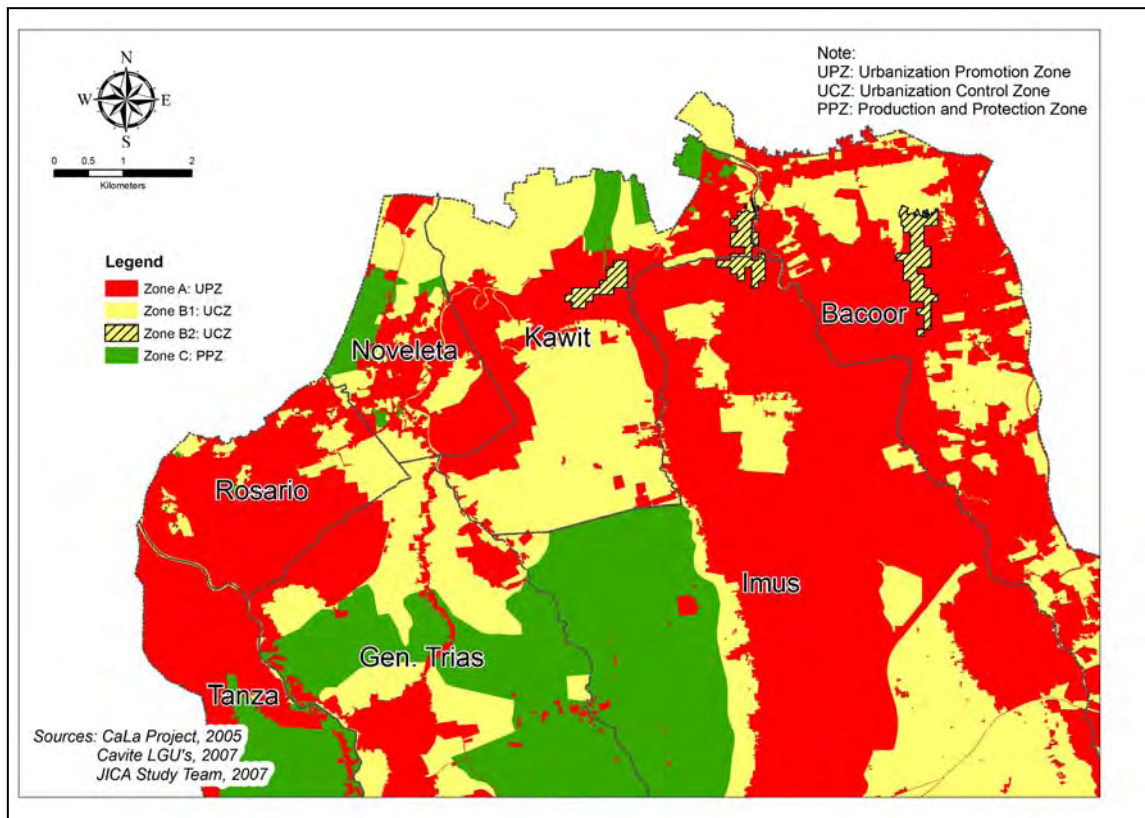 N
W E
S
0 0.5 1 2
Kilometers
Note:
UPZ: Urbanization Promotion Zone
UCZ: Urbanization Control Zone
PPZ: Production and Protection Zone
Legend
Zone A: UPZ
Zone B1: UCZ
Zone B2: UCZ
Zone C: PPZ
Bacoor
Kawit
Noveleta
Rosario
Imus
Gen. Trias
Tanza
Sources: CaLa Project, 2005
Cavite LGU's, 2007
JICA Study Team, 2007